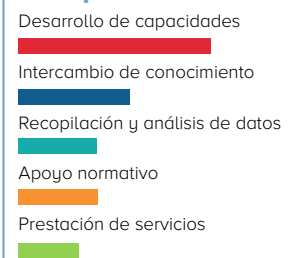 Desarrollo de capacidades
Intercambio de conocimiento
Recopilación y análisis de datos
Apoyo normativo
Prestación de servicios